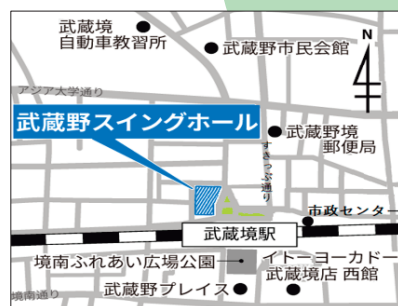 武蔵境
自動車教習所
武蔵野市民会館
N
アジア大学通り
武蔵野スイングホール
武蔵野境
郵便局
すきっぷ通り
市政センター
武蔵境駅
境南ふれあい広場公園
イトーヨーカドー
武蔵境店 西館
境南通り
武蔵野プレイス